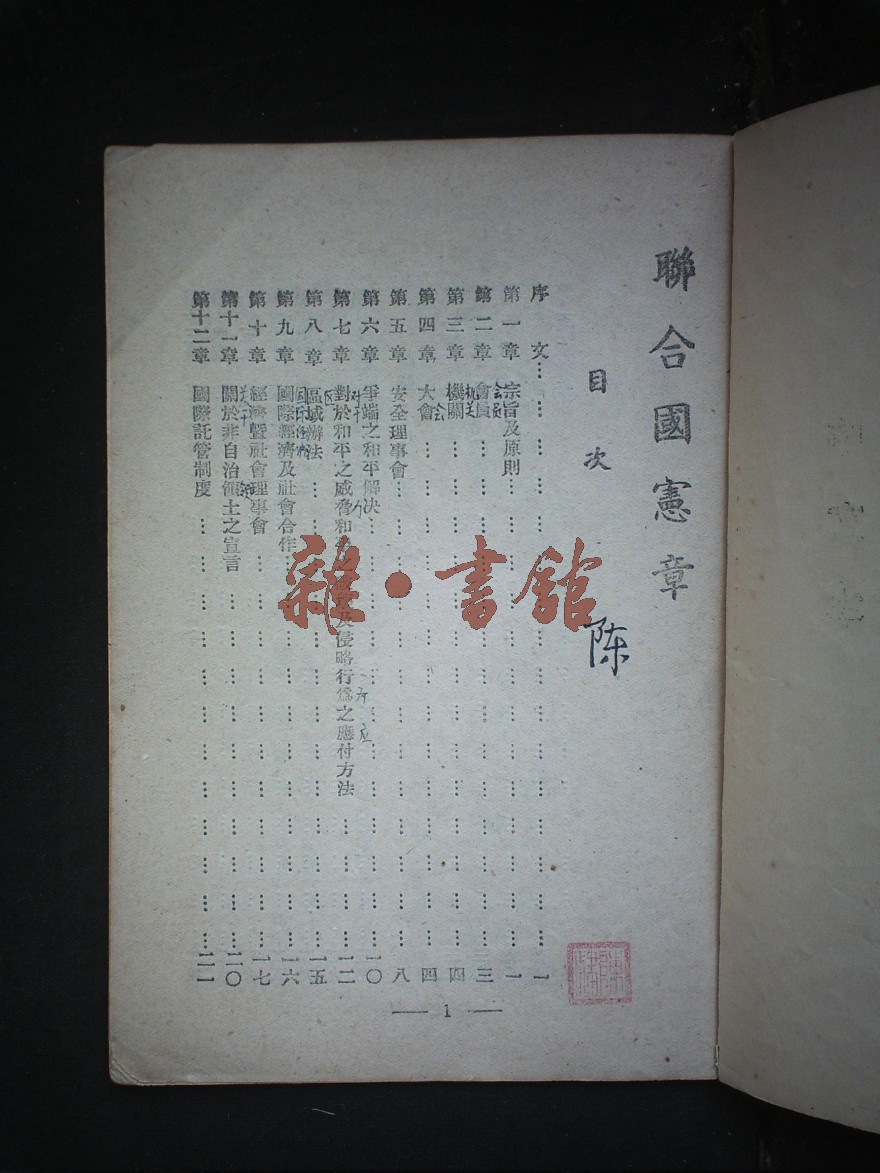 聯合國憲章
目次
序文…………一
第一章 宗旨及原則…………一
第二章 會員…………三
第三章 機關…………四
第四章 大會…………四
第五章 安全理事會…………八
第六章 爭端之和平解決…………一〇
第七章 對於和平之威脅和平之及侵略行爲之應付方法…………一二
第八章 區域辦法…………一五
第九章 國際經濟及社會合作…………一六
第十章 經濟曁社會理事會…………一七
第十一章 關於非自治領土之宣言…………二〇
第十二章 國際託管制度…………二一
— 1 —
陈
雜·書館